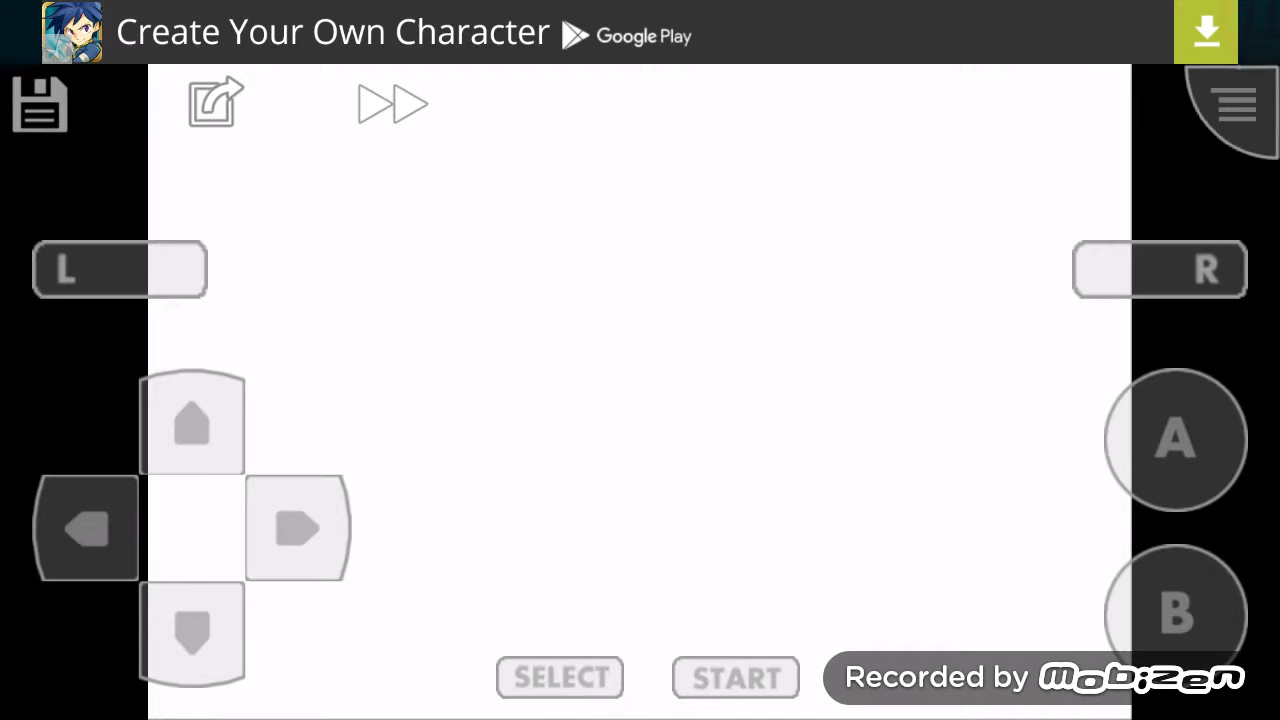 Create Your Own Character Google Play
L
R
A
B
SELECT START
Recorded by mobizen